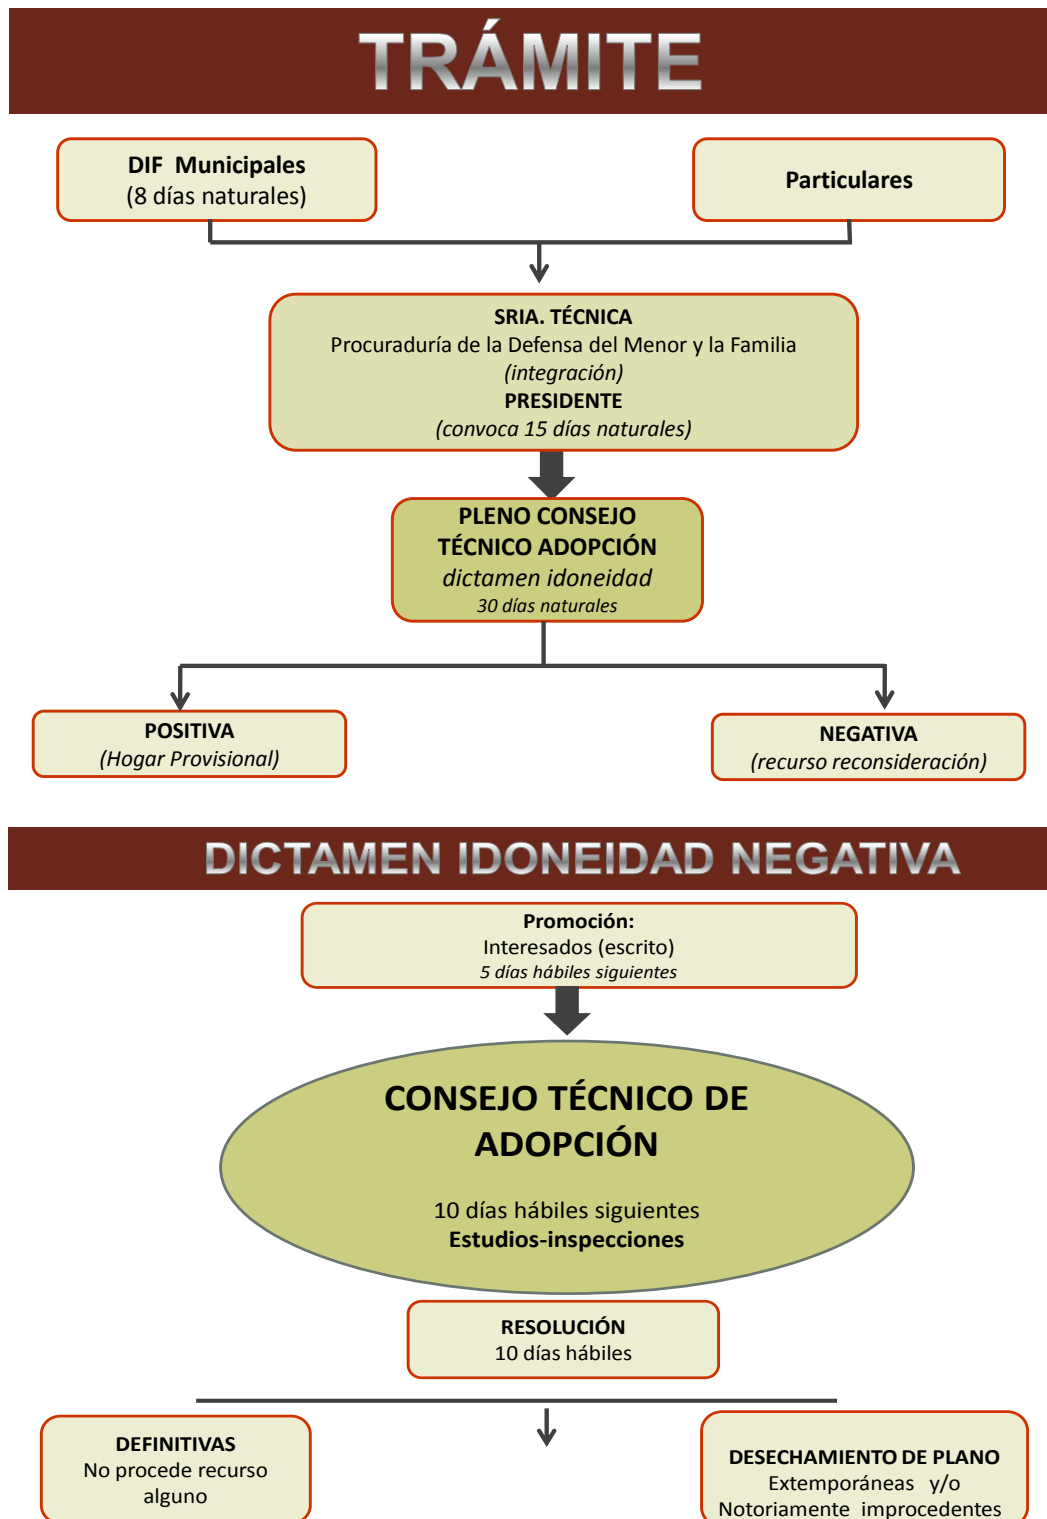 TRÁMITE
DIF Municipales
(8 días naturales)
Particulares
SRIA. TÉCNICA
Procuraduría de la Defensa del Menor y la Familia
(integración)
PRESIDENTE
(convoca 15 días naturales)
PLENO CONSEJO
TÉCNICO ADOPCIÓN
dictamen idoneidad
30 días naturales
POSITIVA
(Hogar Provisional)
NEGATIVA
(recurso reconsideración)
DICTAMEN IDONEIDAD NEGATIVA
Promoción:
Interesados (escrito)
5 días hábiles siguientes
CONSEJO TÉCNICO DE
ADOPCIÓN
10 días hábiles siguientes
Estudios-inspecciones
RESOLUCIÓN
10 días hábiles
DEFINITIVAS
No procede recurso
alguno
DESECHAMIENTO DE PLANO
Extemporáneas y/o
Notoriamente improcedentes